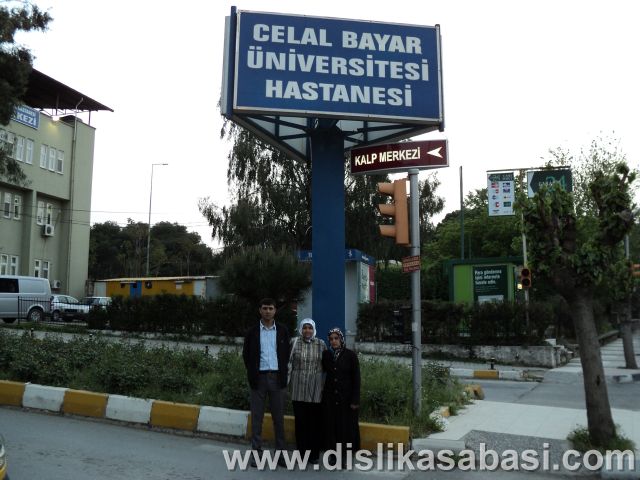 CELAL BAYAR
ÜNİVERSİTESİ
HASTANESİ
KALP MERKEZİ
www.dislikasabasi.com